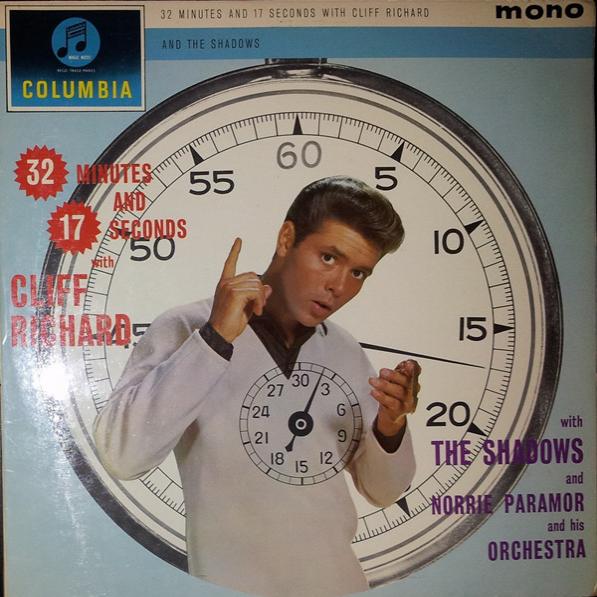 32 MINUTES AND 17 SECONDS WITH CLIFF RICHARD
mono
AND THE SHADOWS
COLUMBIA
32 MINUTES
AND
17 SECONDS
with
CLIFF
RICHARD
60
5
10
15
20
45
50
55
30
3
6
9
12
15
18
21
24
27
with
THE SHADOWS
and
NORRIE PARAMOR
and his
ORCHESTRA